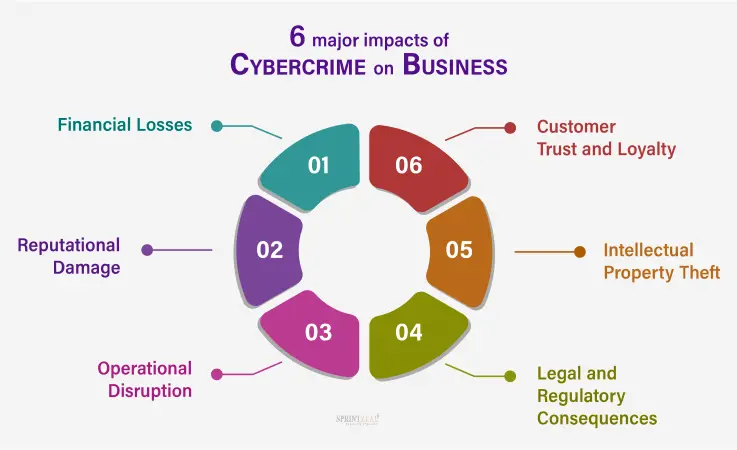 6 major impacts of
CYBERCRIME ON BUSINESS
Financial Losses
01
Reputational
Damage
02
Operational
Disruption
03
04
Legal and
Regulatory
Consequences
05
Intellectual
Property Theft
06
Customer
Trust and Loyalty